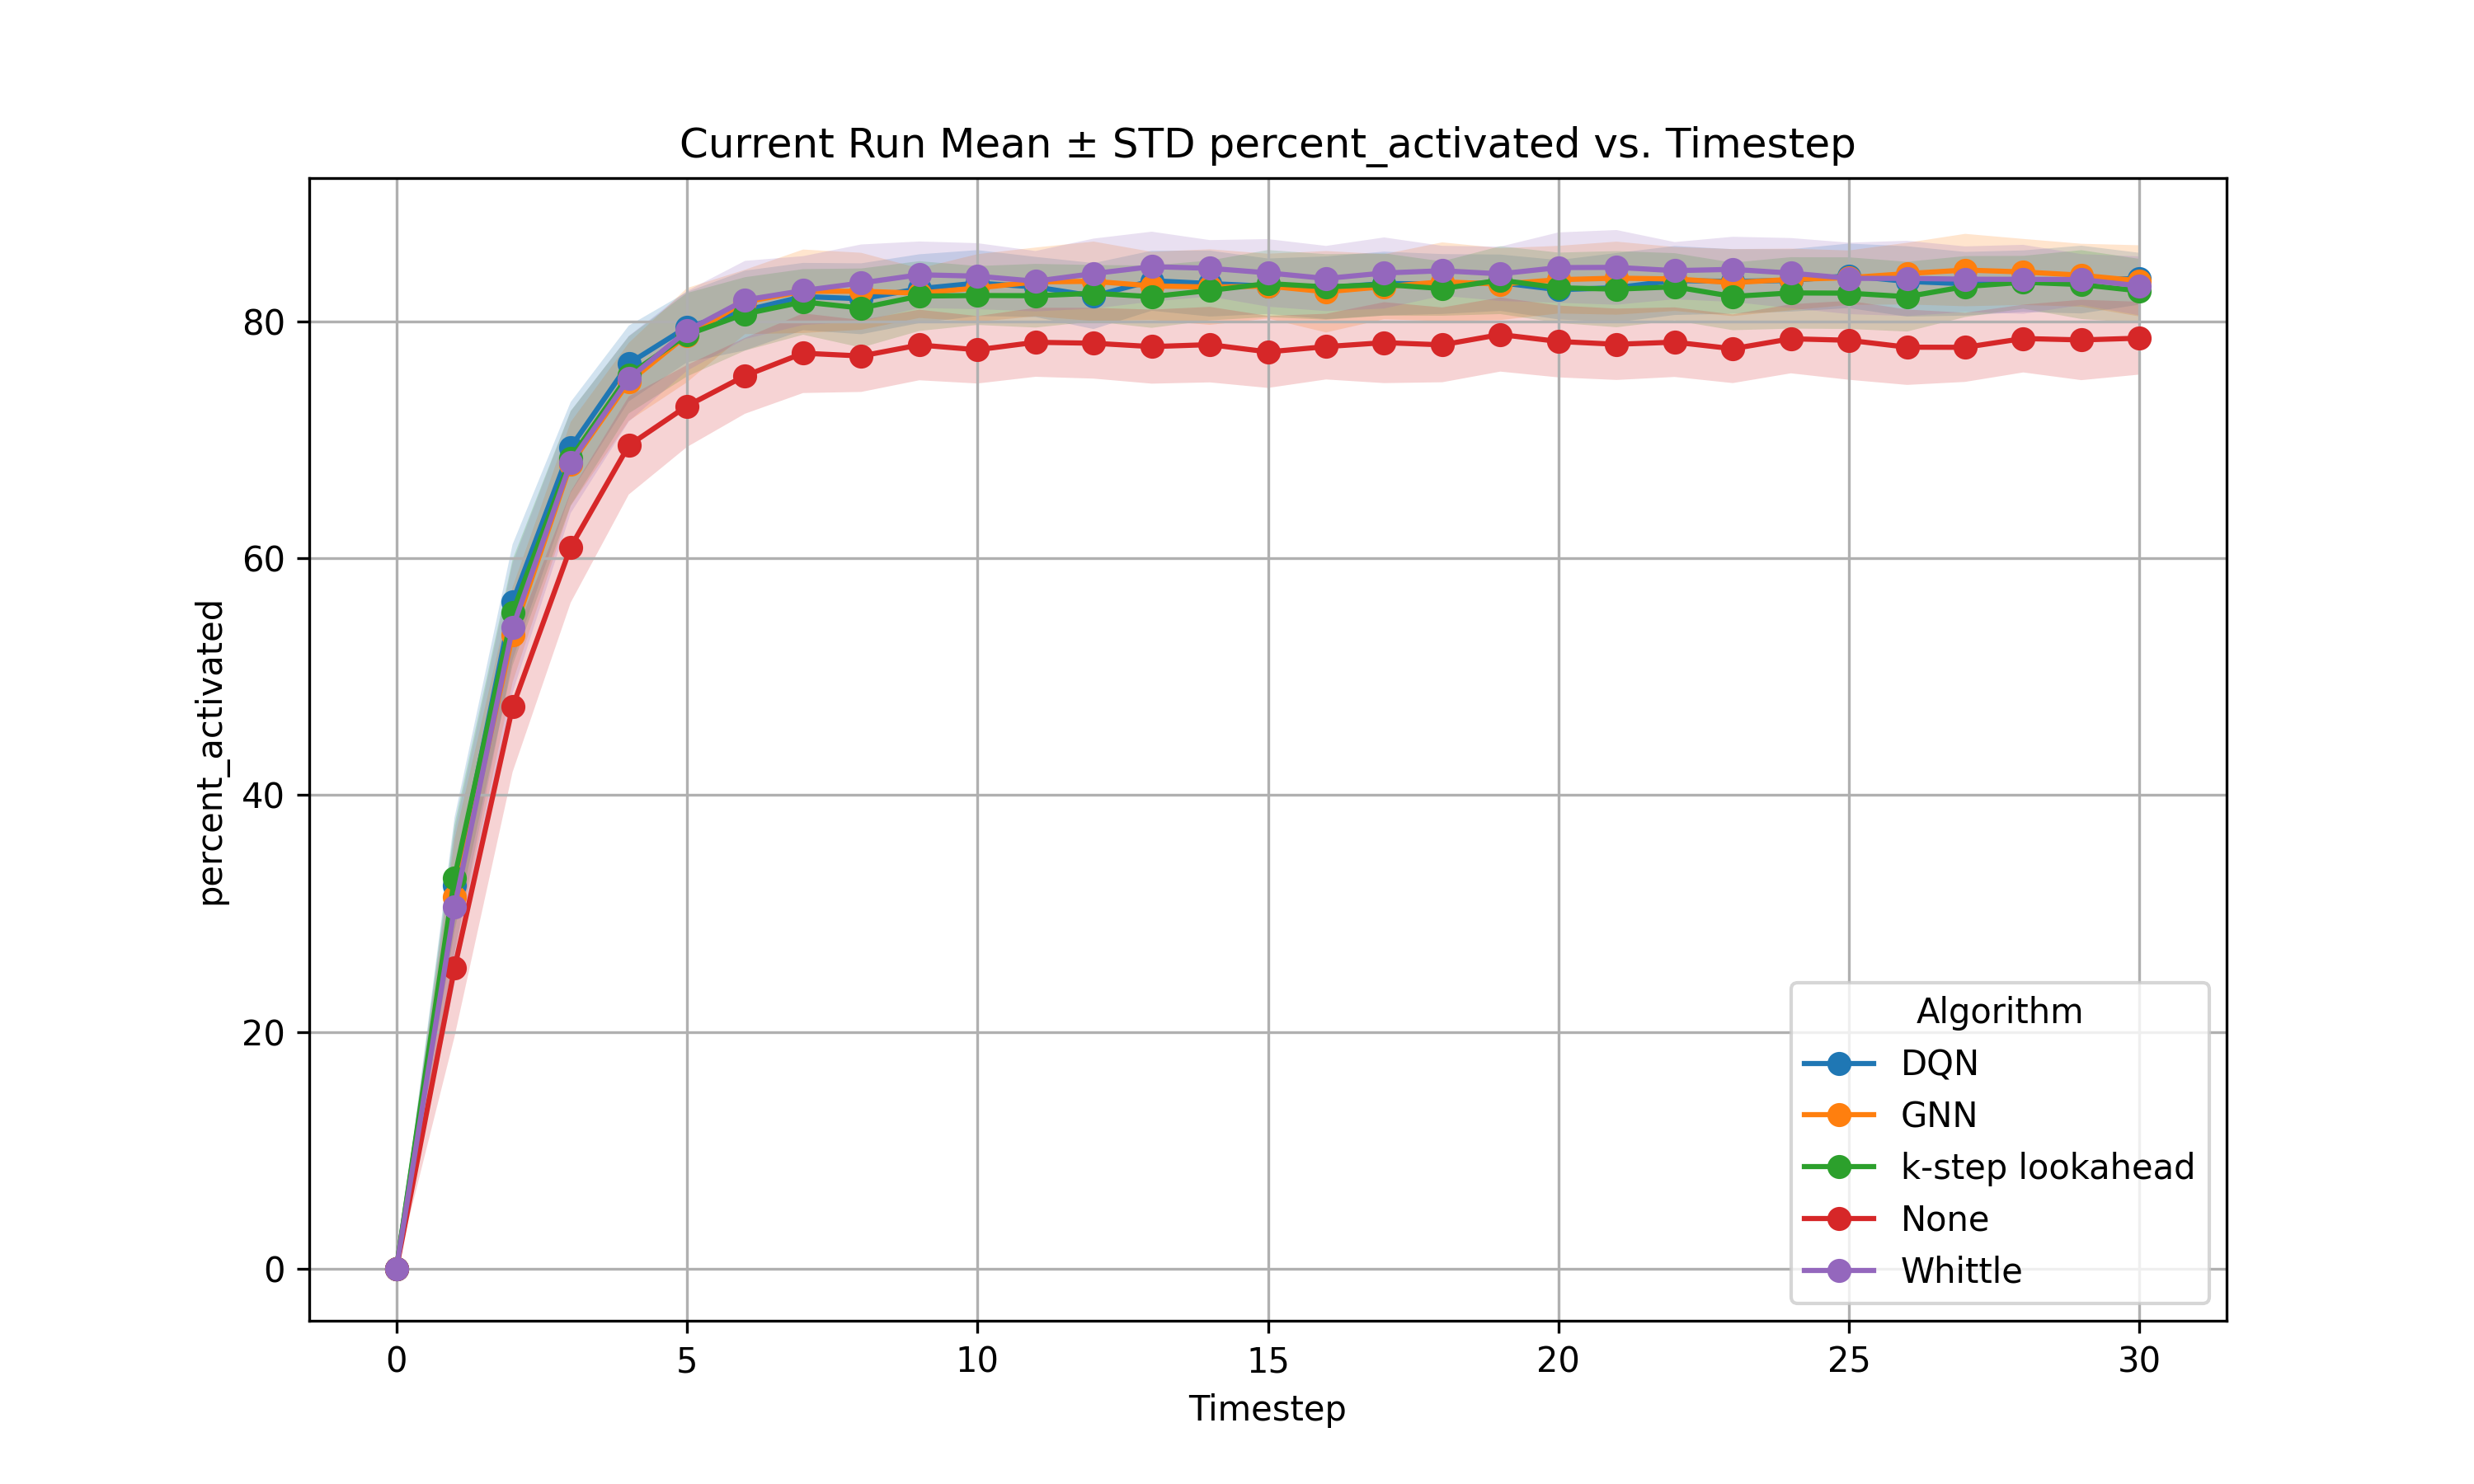 Current Run Mean ± STD percent_activated vs. Timestep
percent_activated
80
60
40
20
0
0 5 10 15 20 25 30
Timestep
Algorithm
DQN
GNN
k-step lookahead
None
Whittle